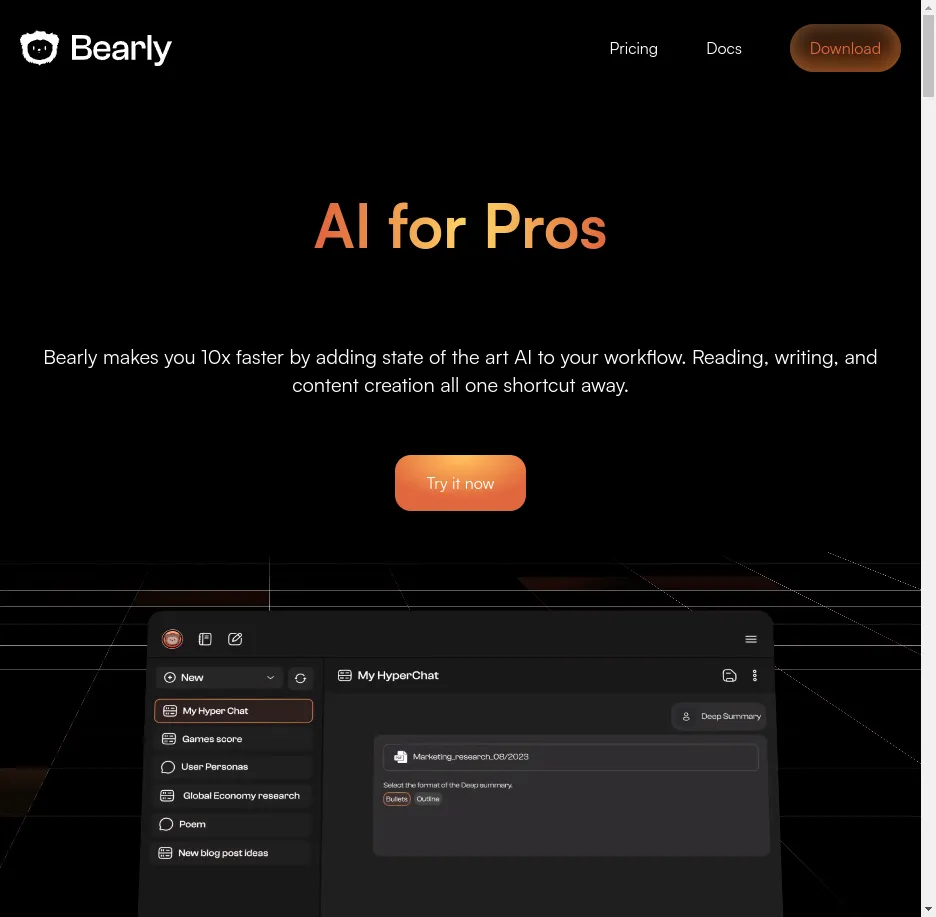 Bearly
Pricing
Docs
Download
AI for Pros
Bearly makes you 10x faster by adding state of the art AI to your workflow. Reading, writing, and
content creation all one shortcut away.
Try it now
New
My HyperChat
My Hyper Chat
Deep Summary
Games score
Marketing_research_08/2023
User Personas
Select the format of the Deep summary.
Global Economy research
Bullets
Outline
Poem
New blog post ideas